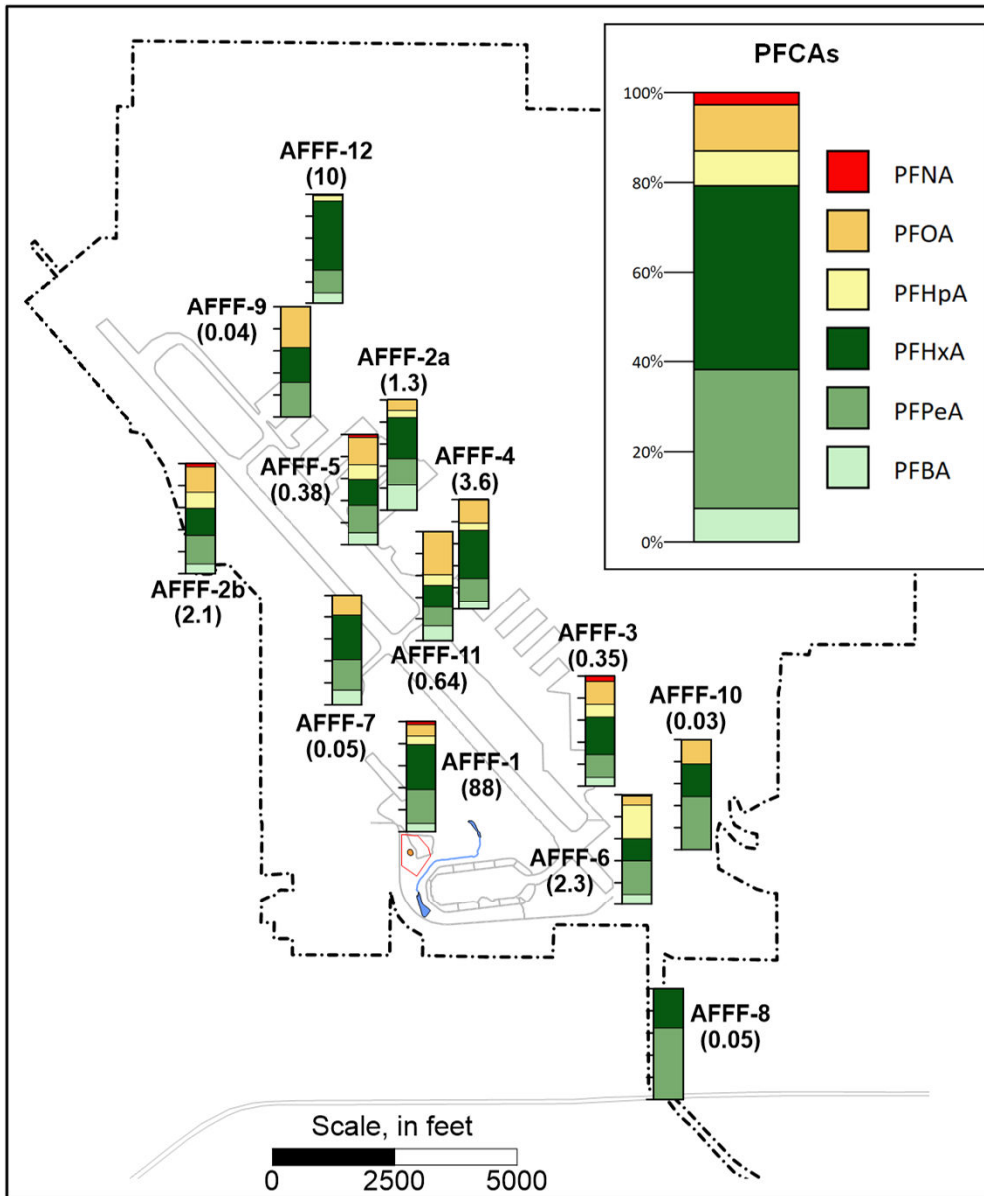 PFCAs
100%
80%
60%
40%
20%
0%
PFNA
PFOA
PFHpA
PFHxA
PFPeA
PFBA
AFFF-12
(10)
AFFF-9
(0.04)
AFFF-2a
(1.3)
AFFF-5
(0.38)
AFFF-4
(3.6)
AFFF-2b
(2.1)
AFFF-11
(0.64)
AFFF-3
(0.35)
AFFF-10
(0.03)
AFFF-7
(0.05)
AFFF-1
(88)
AFFF-6
(2.3)
AFFF-8
(0.05)
Scale, in feet
0 2500 5000